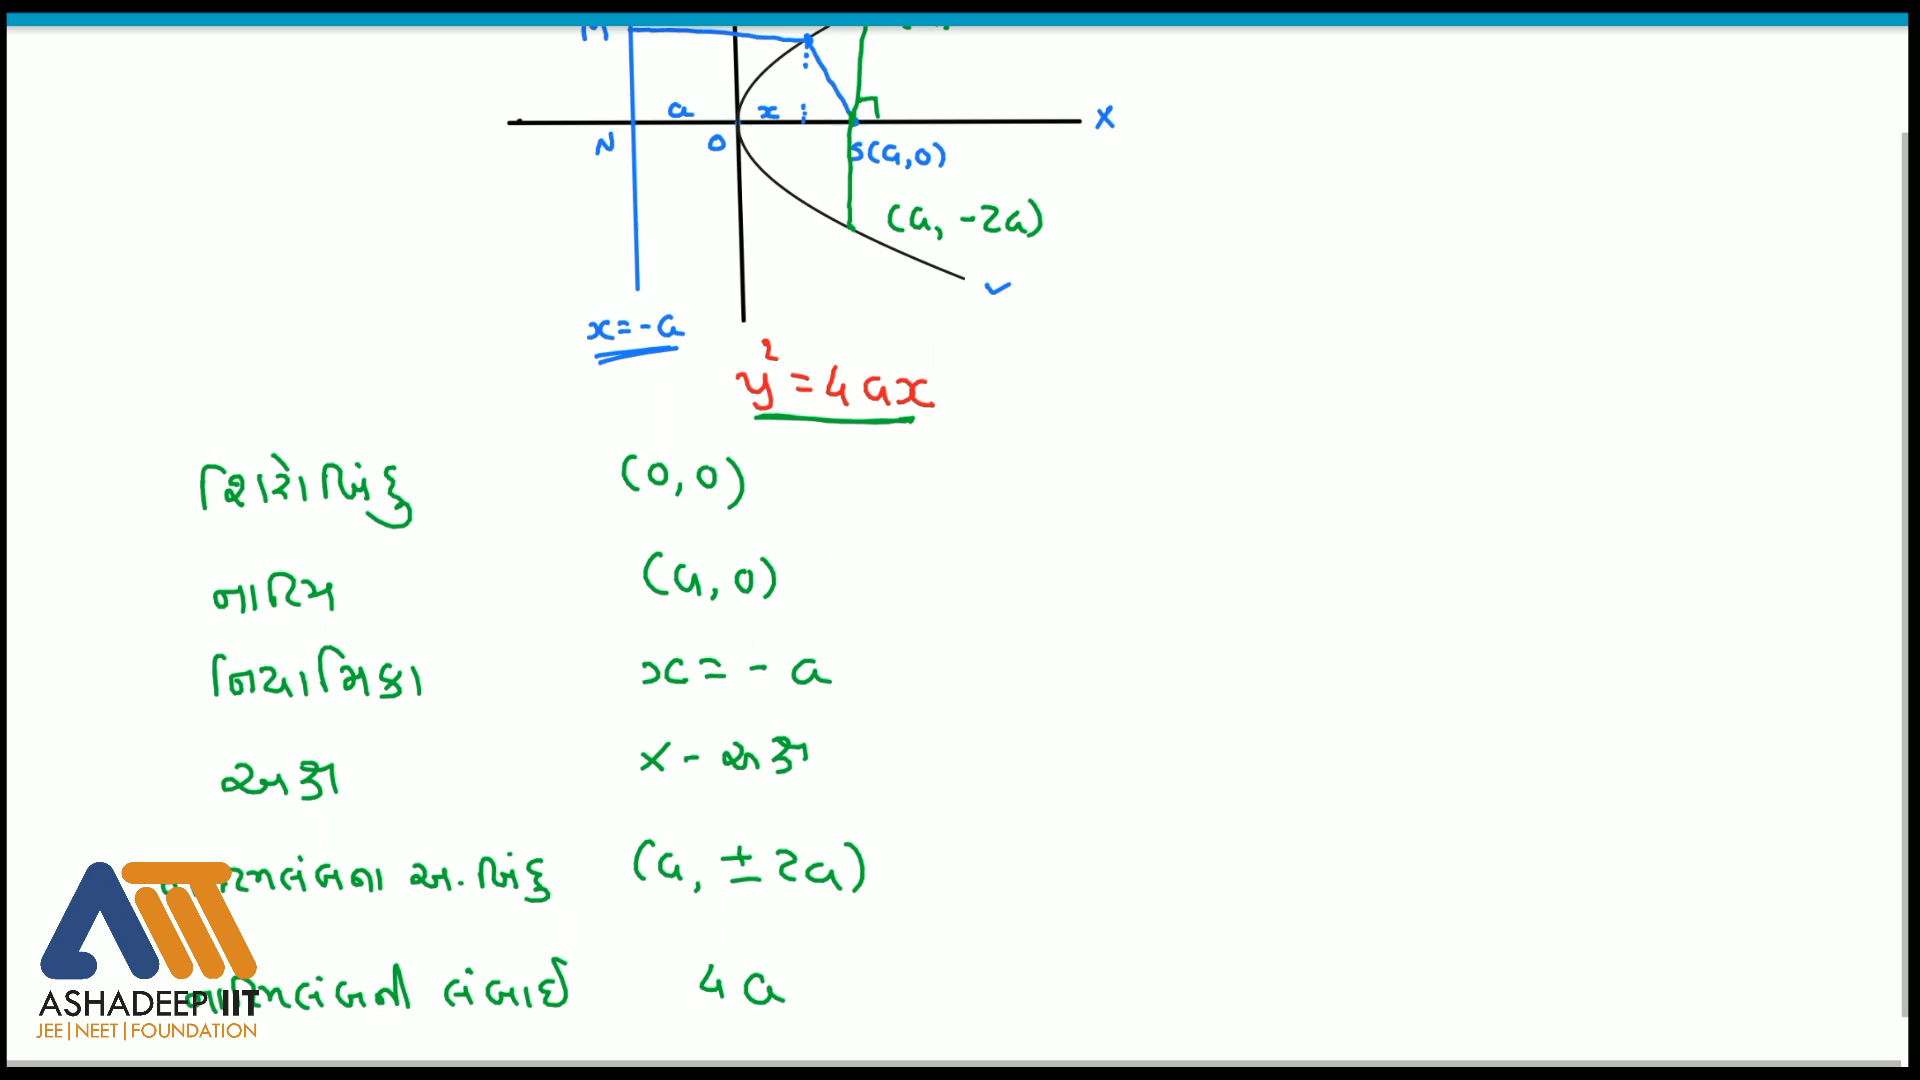 M
a x X
N O S(a,0)
(a, -2a)
x = -a
y² = 4ax
શિરોબિંદુ (0,0)
નાભિ (a,0)
નિયામિકા x = - a
અક્ષ X - અક્ષ
નાભિલંબના અ. બિંદુ (a, ± 2a)
નાભિલંબની લંબાઈ 4a
ASHADEEP IIT
JEE|NEET|FOUNDATION